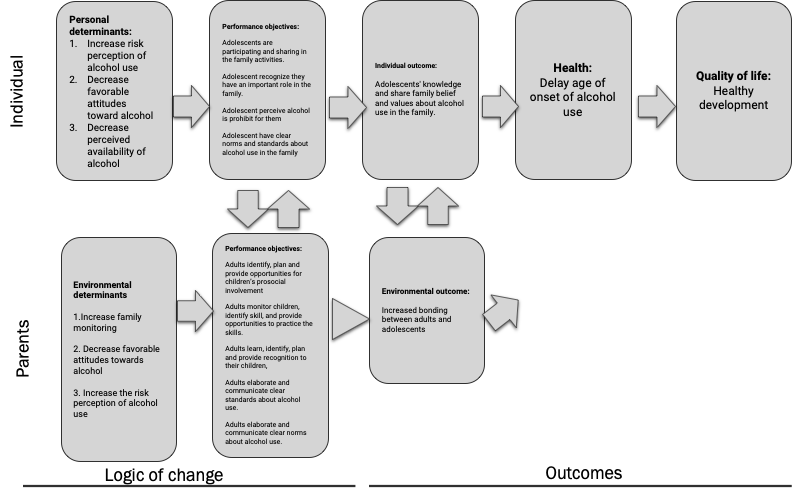 Individual
Personal
determinants:
1. Increase risk
perception of
alcohol use
2. Decrease
favorable
attitudes
toward alcohol
3. Decrease
perceived
availability of
alcohol
Performance objectives:
Adolescents are
participating and sharing in
the family activities.
Adolescent recognize they
have an important role in the
family.
Adolescent perceive alcohol
is prohibit for them
Adolescent have clear
norms and standards about
alcohol use in the family
Individual outcome:
Adolescents' knowledge
and share family belief
and values about alcohol
use in the family.
Health:
Delay age of
onset of alcohol
use
Quality of life:
Healthy
development
Parents
Environmental
determinants
1.Increase family
monitoring
2. Decrease favorable
attitudes towards
alcohol
3. Increase the risk
perception of alcohol
use
Performance objectives:
Adults identify, plan and
provide opportunities for
children's prosocial
involvement
Adults monitor children,
identify skill, and provide
opportunities to practice the
skills.
Adults learn, identify, plan
and provide recognition to
their children,
Adults elaborate and
communicate clear
standards about alcohol
use.
Adults elaborate and
communicate clear norms
about alcohol use.
Environmental outcome:
Increased bonding
between adults and
adolescents
Logic of change
Outcomes